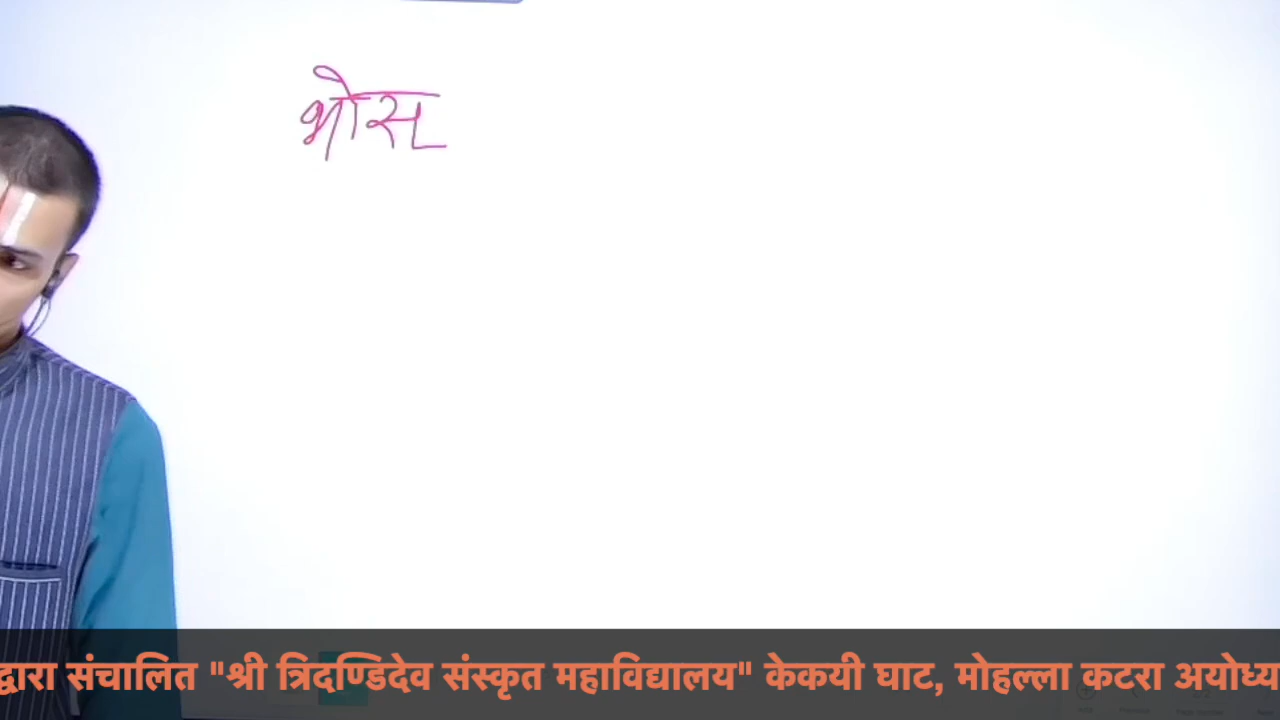 भोस्
द्वारा संचालित "श्री त्रिदण्डिदेव संस्कृत महाविद्यालय" केकयी घाट, मोहल्ला कटरा अयोध्य